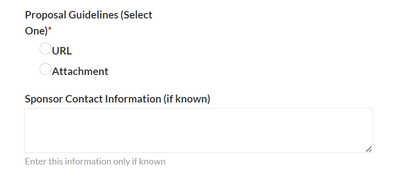 Proposal Guidelines (Select
One)*
URL
Attachment
Sponsor Contact Information (if known)
Enter this information only if known